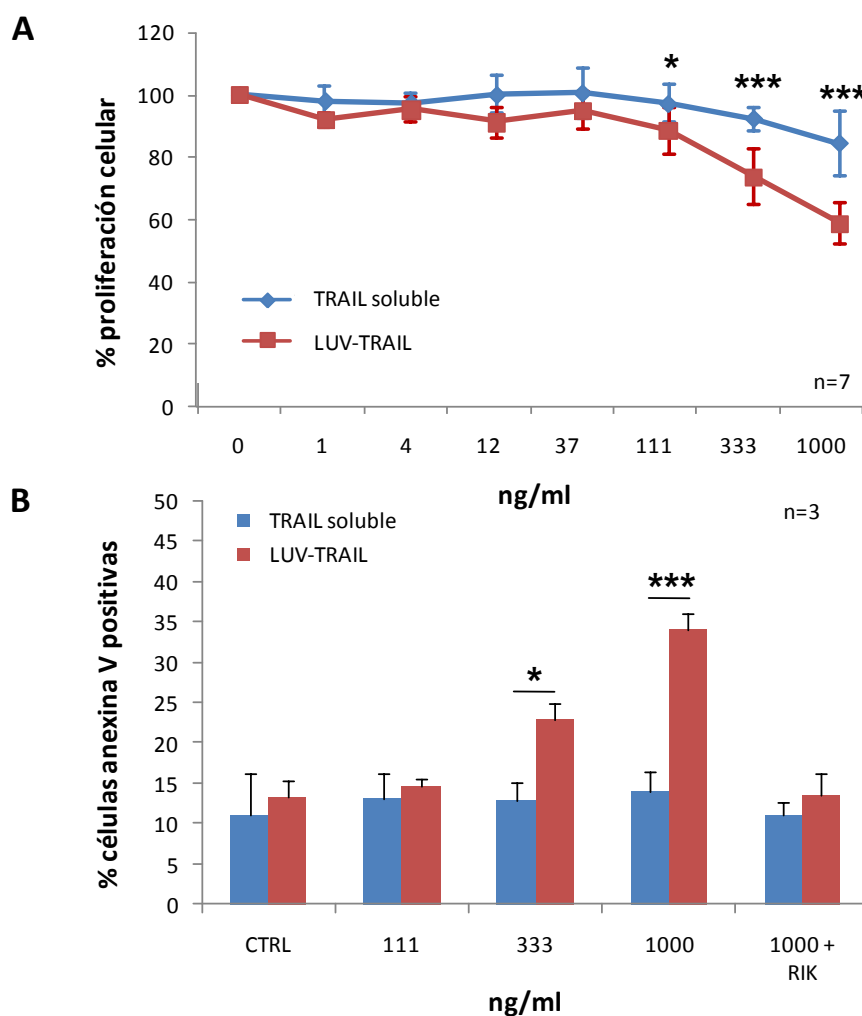 A
120
100
80
60
40
20
0
% proliferación celular
* *** ***
TRAIL soluble
LUV-TRAIL
n=7
0 1 4 12 37 111 333 1000
ng/ml
B
50
45
40
35
30
25
20
15
10
5
0
% células anexina V positivas
TRAIL soluble
LUV-TRAIL
n=3
***
*
CTRL 111 333 1000 1000 +
RIK
ng/ml